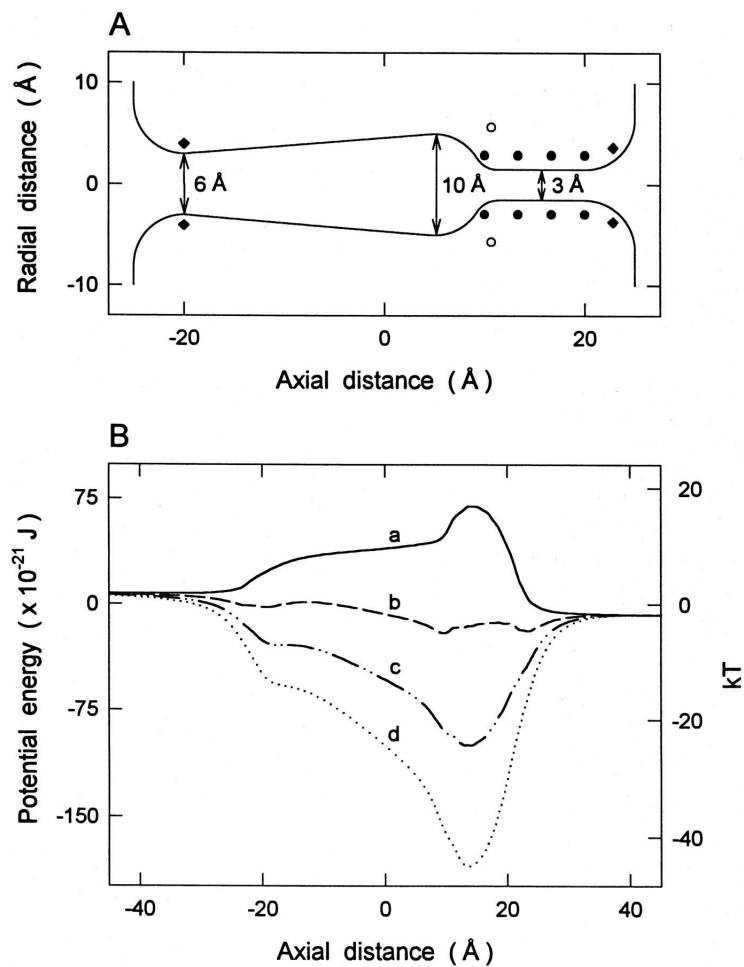 A
Radial distance (Å)
10
0
-10
6 Å
10 Å
3 Å
-20
0
20
Axial distance (Å)
B
Potential energy (x 10⁻²¹ J)
75
0
-75
-150
a
b
c
d
20
0
-20
-40
kT
-40
-20
0
20
40
Axial distance (Å)